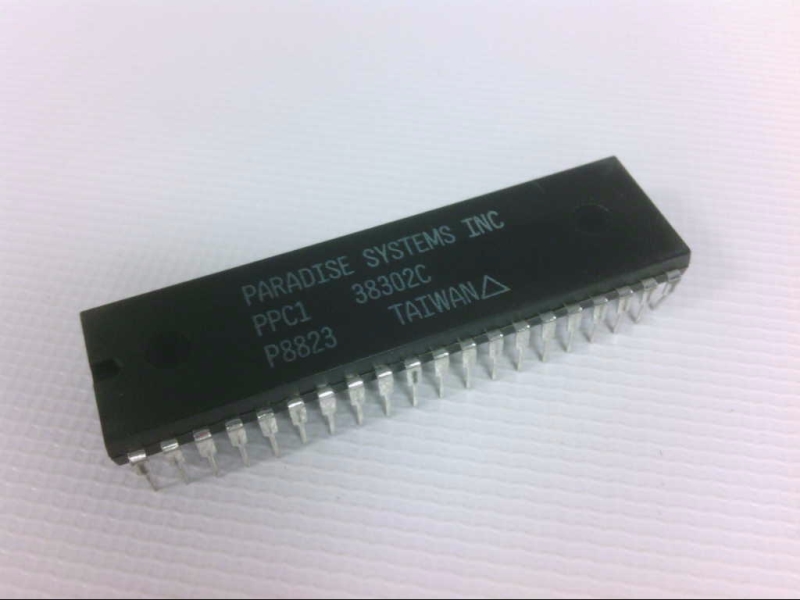 PARADISE SYSTEMS INC
PPC1 38302C
P8823 TAIWAN△